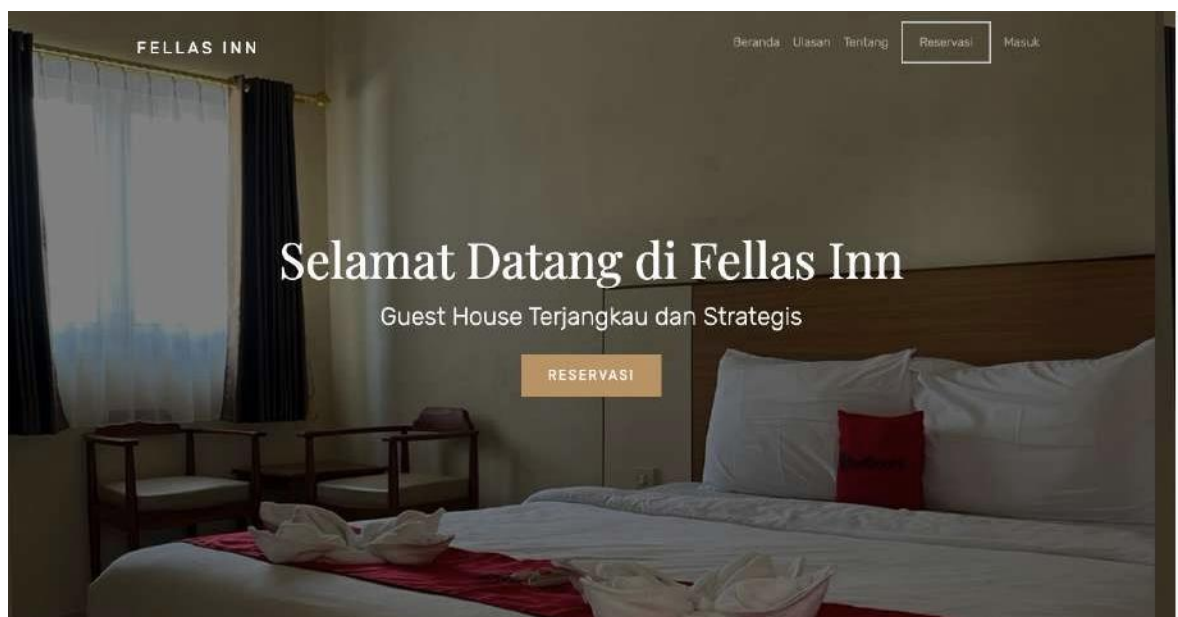 FELLAS INN
Beranda Ulasan Tentang Reservasi Masuk
Selamat Datang di Fellas Inn
Guest House Terjangkau dan Strategis
RESERVASI